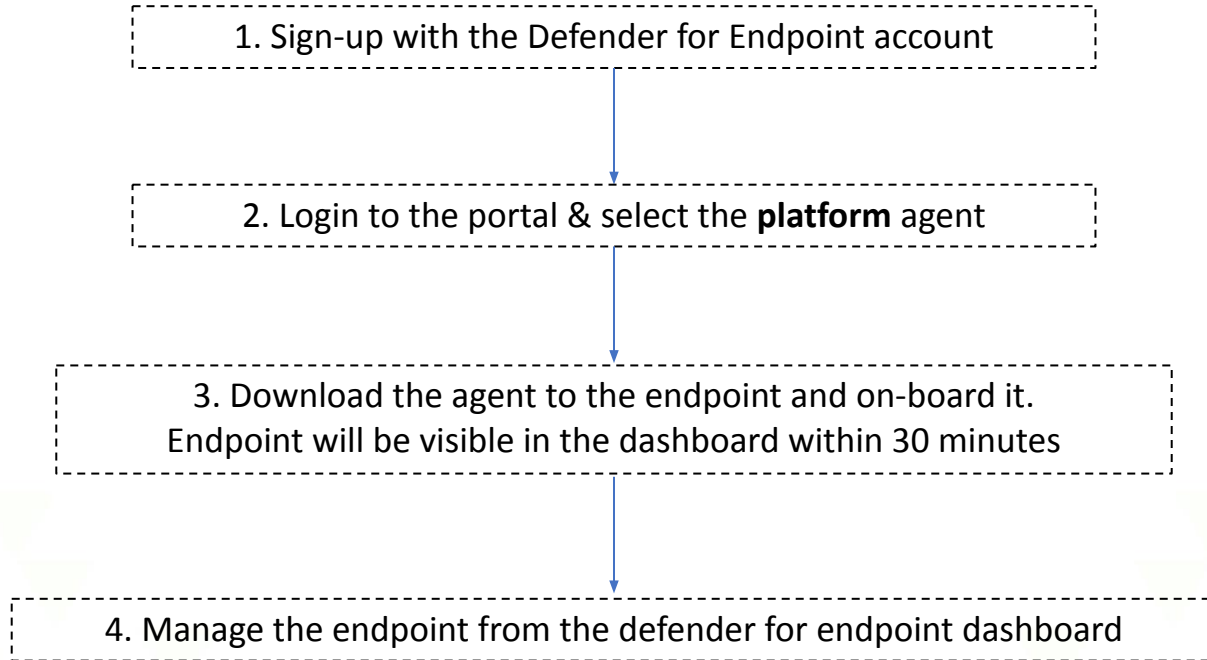 1. Sign-up with the Defender for Endpoint account
2. Login to the portal & select the platform agent
3. Download the agent to the endpoint and on-board it.
Endpoint will be visible in the dashboard within 30 minutes
4. Manage the endpoint from the defender for endpoint dashboard